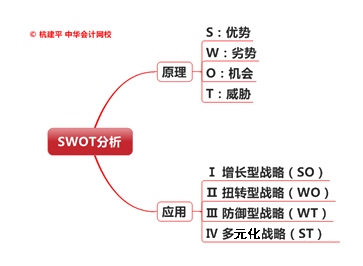 © 杭建平 中华会计网校
SWOT分析
原理
S：优势
W：劣势
O：机会
T：威胁
应用
Ⅰ 增长型战略（SO）
Ⅱ 扭转型战略（WO）
Ⅲ 防御型战略（WT）
Ⅳ 多元化战略（ST）